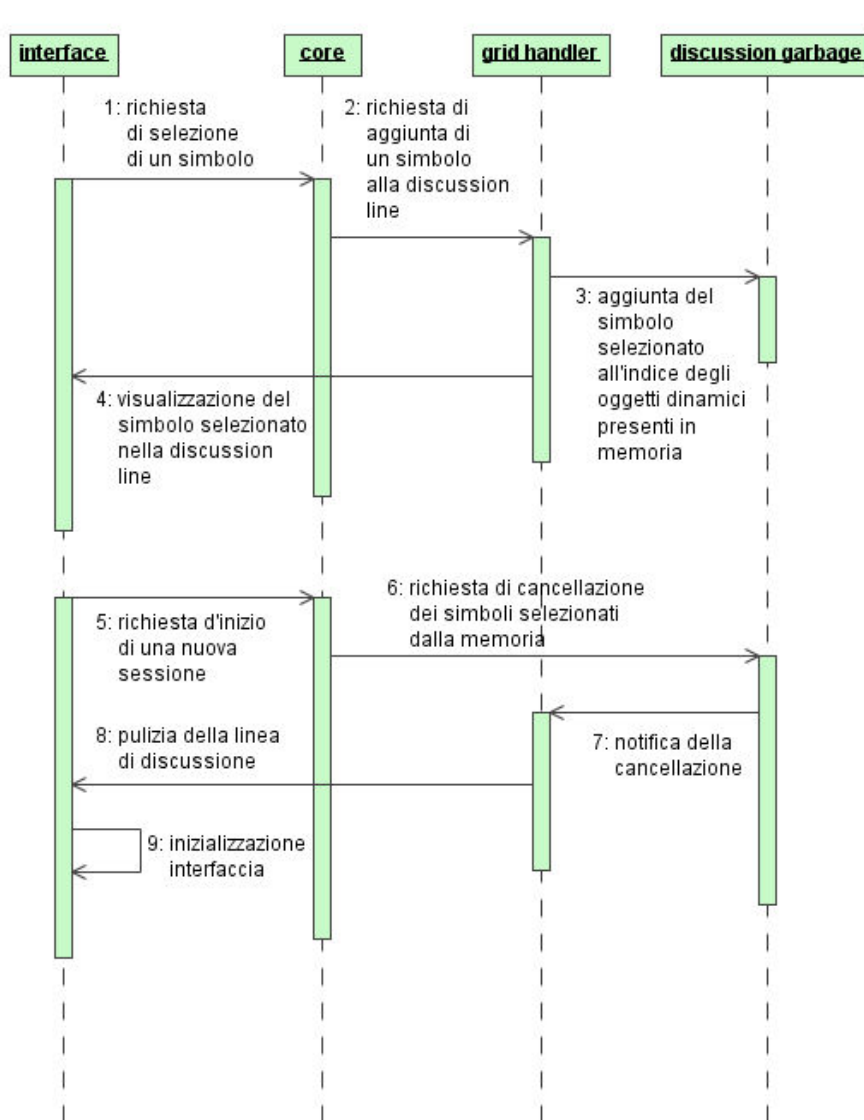 interface
core
grid handler
discussion garbage
1: richiesta
di selezione
di un simbolo
2: richiesta di
aggiunta di
un simbolo
alla discussion
line
3: aggiunta del
simbolo
selezionato
all'indice degli
oggetti dinamici
presenti in
memoria
4: visualizzazione del
simbolo selezionato
nella discussion
line
5: richiesta d'inizio
di una nuova
sessione
6: richiesta di cancellazione
dei simboli selezionati
dalla memoria
7: notifica della
cancellazione
8: pulizia della linea
di discussione
9: inizializzazione
interfaccia